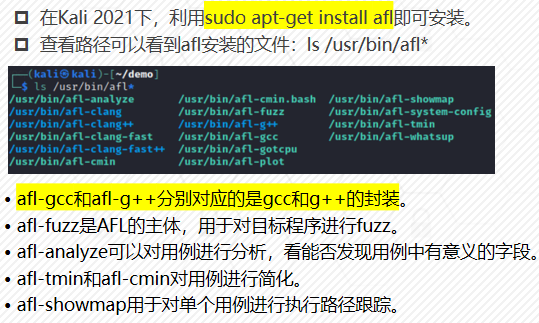 在Kali 2021下，利用sudo apt-get install afl即可安装。
查看路径可以看到afl安装的文件：ls /usr/bin/afl*
┌──(kali㉿kali)-[~/demo]
└─$ ls /usr/bin/afl*
/usr/bin/afl-analyze /usr/bin/afl-cmin.bash /usr/bin/afl-showmap
/usr/bin/afl-clang /usr/bin/afl-fuzz /usr/bin/afl-system-config
/usr/bin/afl-clang++ /usr/bin/afl-g++ /usr/bin/afl-tmin
/usr/bin/afl-clang-fast /usr/bin/afl-gcc /usr/bin/afl-whatsup
/usr/bin/afl-clang-fast++ /usr/bin/afl-gotcpu
/usr/bin/afl-cmin /usr/bin/afl-plot
• afl-gcc和afl-g++分别对应的是gcc和g++的封装。
• afl-fuzz是AFL的主体，用于对目标程序进行fuzz。
• afl-analyze可以对用例进行分析，看能否发现用例中有意义的字段。
• afl-tmin和afl-cmin对用例进行简化。
• afl-showmap用于对单个用例进行执行路径跟踪。